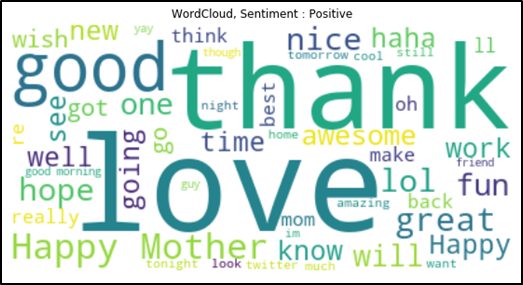 WordCloud, Sentiment : Positive
wish new yay think nice haha ll
though tomorrow cool still
good thank
re see got one night best oh
go home awesome
well going time make work
friend
good morning guy lol fun
hope love amazing back
really mom great
im
Happy Mother know will Happy
tonight look twitter much want